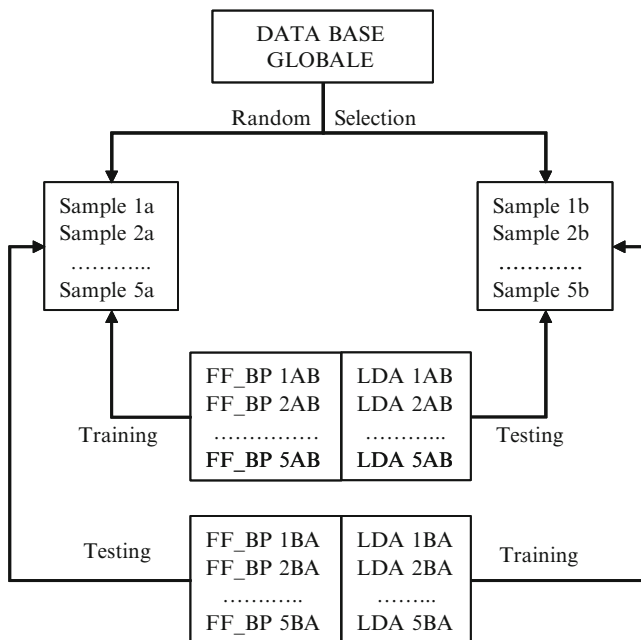 DATA BASE
GLOBALE
Random Selection
Sample 1a
Sample 2a
………...
Sample 5a
Sample 1b
Sample 2b
…………
Sample 5b
FF_BP 1AB
FF_BP 2AB
……………
FF_BP 5AB
LDA 1AB
LDA 2AB
………...
LDA 5AB
Training
Testing
FF_BP 1BA
FF_BP 2BA
………..
FF_BP 5BA
LDA 1BA
LDA 2BA
……...
LDA 5BA
Testing
Training